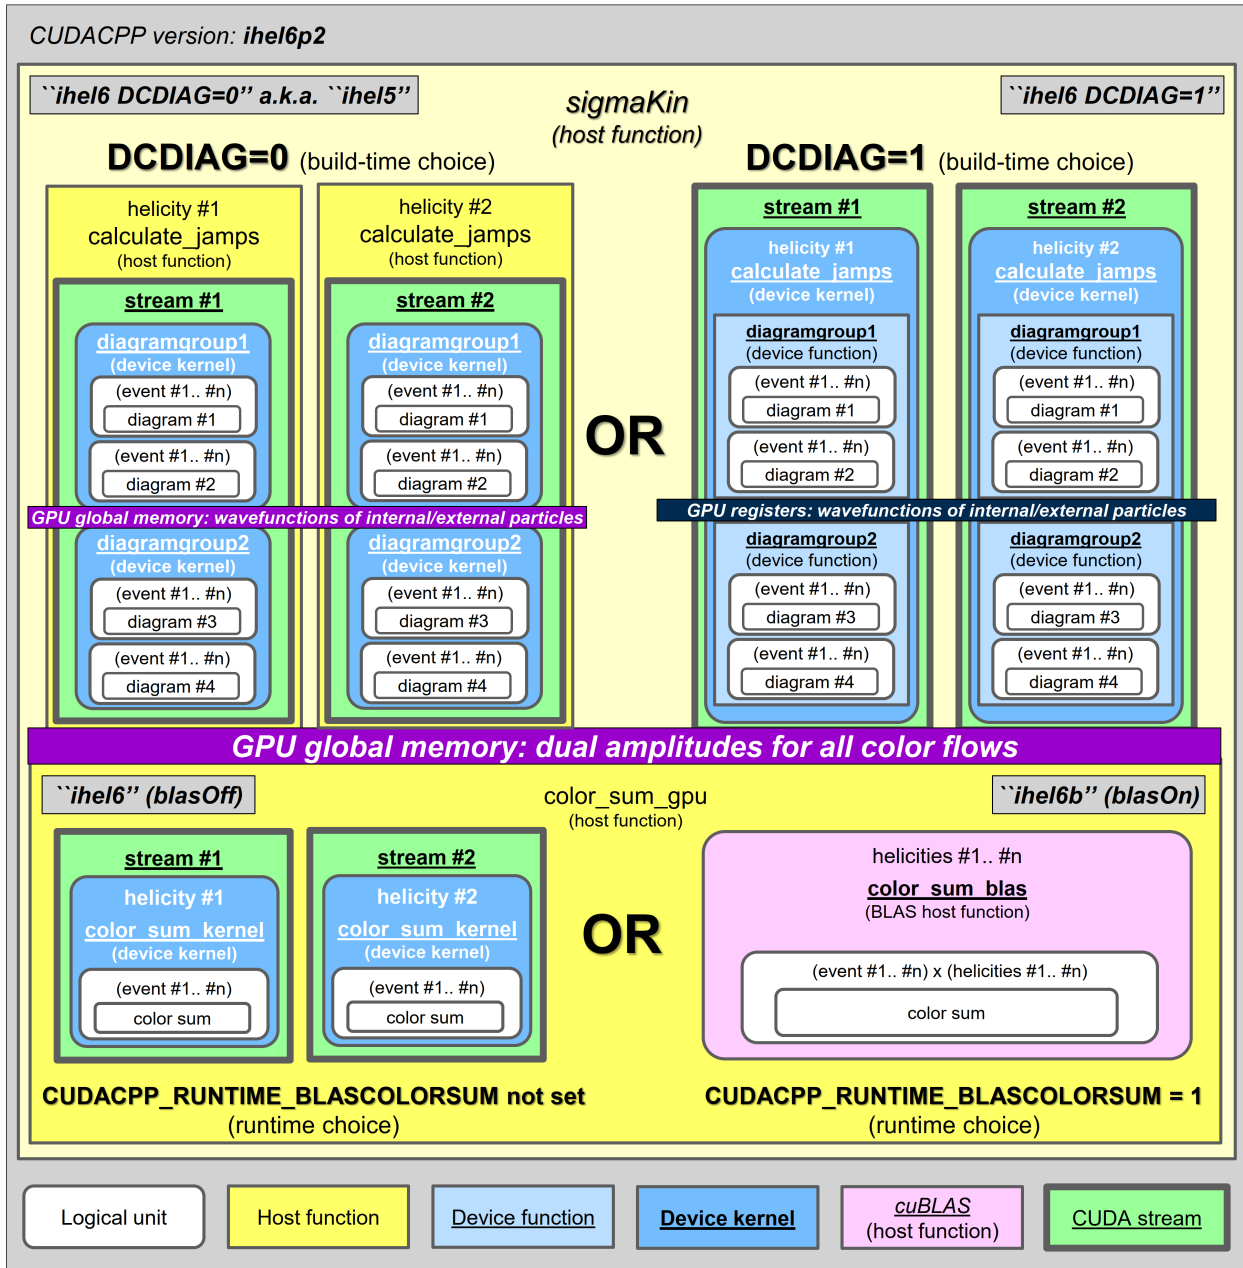 CUDACPP version: ihel6p2
``ihel6 DCDIAG=0'' a.k.a. ``ihel5''
sigmaKin
(host function)
``ihel6 DCDIAG=1''
DCDIAG=0 (build-time choice)
DCDIAG=1 (build-time choice)
helicity #1
calculate_jamps
(host function)
stream #1
diagramgroup1
(device kernel)
(event #1.. #n)
diagram #1
(event #1.. #n)
diagram #2
helicity #2
calculate_jamps
(host function)
stream #2
diagramgroup1
(device kernel)
(event #1.. #n)
diagram #1
(event #1.. #n)
diagram #2
GPU global memory: wavefunctions of internal/external particles
diagramgroup2
(device kernel)
(event #1.. #n)
diagram #3
(event #1.. #n)
diagram #4
diagramgroup2
(device kernel)
(event #1.. #n)
diagram #3
(event #1.. #n)
diagram #4
OR
stream #1
helicity #1
calculate_jamps
(device kernel)
diagramgroup1
(device function)
(event #1.. #n)
diagram #1
(event #1.. #n)
diagram #2
stream #2
helicity #2
calculate_jamps
(device kernel)
diagramgroup1
(device function)
(event #1.. #n)
diagram #1
(event #1.. #n)
diagram #2
GPU registers: wavefunctions of internal/external particles
diagramgroup2
(device function)
(event #1.. #n)
diagram #3
(event #1.. #n)
diagram #4
diagramgroup2
(device function)
(event #1.. #n)
diagram #3
(event #1.. #n)
diagram #4
GPU global memory: dual amplitudes for all color flows
``ihel6'' (blasOff)
color_sum_gpu
(host function)
``ihel6b'' (blasOn)
stream #1
helicity #1
color_sum_kernel
(device kernel)
(event #1.. #n)
color sum
stream #2
helicity #2
color_sum_kernel
(device kernel)
(event #1.. #n)
color sum
OR
helicities #1.. #n
color_sum_blas
(BLAS host function)
(event #1.. #n) x (helicities #1.. #n)
color sum
CUDACPP_RUNTIME_BLASCOLORSUM not set
(runtime choice)
CUDACPP_RUNTIME_BLASCOLORSUM = 1
(runtime choice)
Logical unit
Host function
Device function
Device kernel
cuBLAS
(host function)
CUDA stream